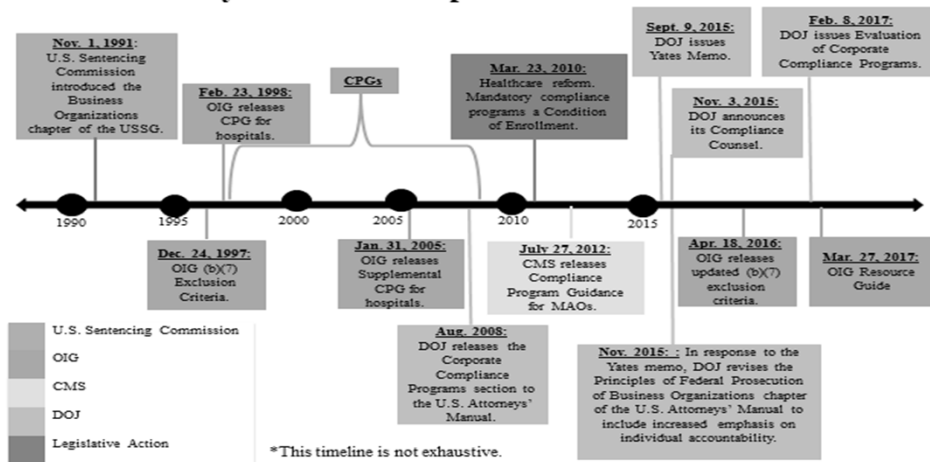 Nov. 1, 1991:
U.S. Sentencing
Commission
introduced the
Business
Organizations
chapter of the USSG.
Feb. 23, 1998:
OIG releases
CPG for
hospitals.
CPGs
Mar. 23, 2010:
Healthcare reform.
Mandatory compliance
programs a Condition
of Enrollment.
Sept. 9, 2015:
DOJ issues
Yates Memo.
Nov. 3, 2015:
DOJ announces
its Compliance
Counsel.
Feb. 8, 2017:
DOJ issues Evaluation
of Corporate
Compliance Programs.
1990
1995
2000
2005
2010
2015
Dec. 24, 1997:
OIG (b)(7)
Exclusion
Criteria.
Jan. 31, 2005:
OIG releases
Supplemental
CPG for
hospitals.
Aug. 2008:
DOJ releases the
Corporate
Compliance
Programs section to
the U.S. Attorneys'
Manual.
July 27, 2012:
CMS releases
Compliance
Program Guidance
for MAOs.
Nov. 2015: : In response to the
Yates memo, DOJ revises the
Principles of Federal Prosecution
of Business Organizations chapter
of the U.S. Attorneys' Manual to
include increased emphasis on
individual accountability.
Apr. 18, 2016:
OIG releases
updated (b)(7)
exclusion
criteria.
Mar. 27, 2017:
OIG Resource
Guide
U.S. Sentencing Commission
OIG
CMS
DOJ
Legislative Action
*This timeline is not exhaustive.